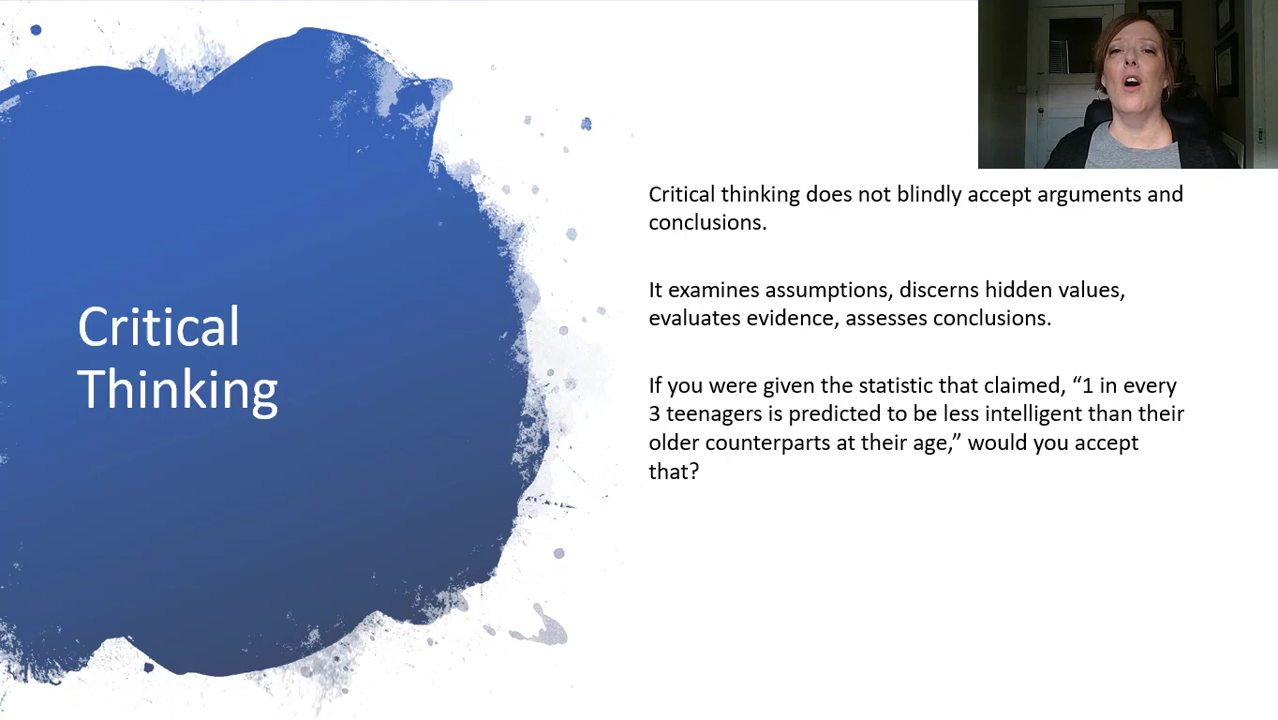 Critical
Thinking
Critical thinking does not blindly accept arguments and
conclusions.
It examines assumptions, discerns hidden values,
evaluates evidence, assesses conclusions.
If you were given the statistic that claimed, “1 in every
3 teenagers is predicted to be less intelligent than their
older counterparts at their age,” would you accept
that?